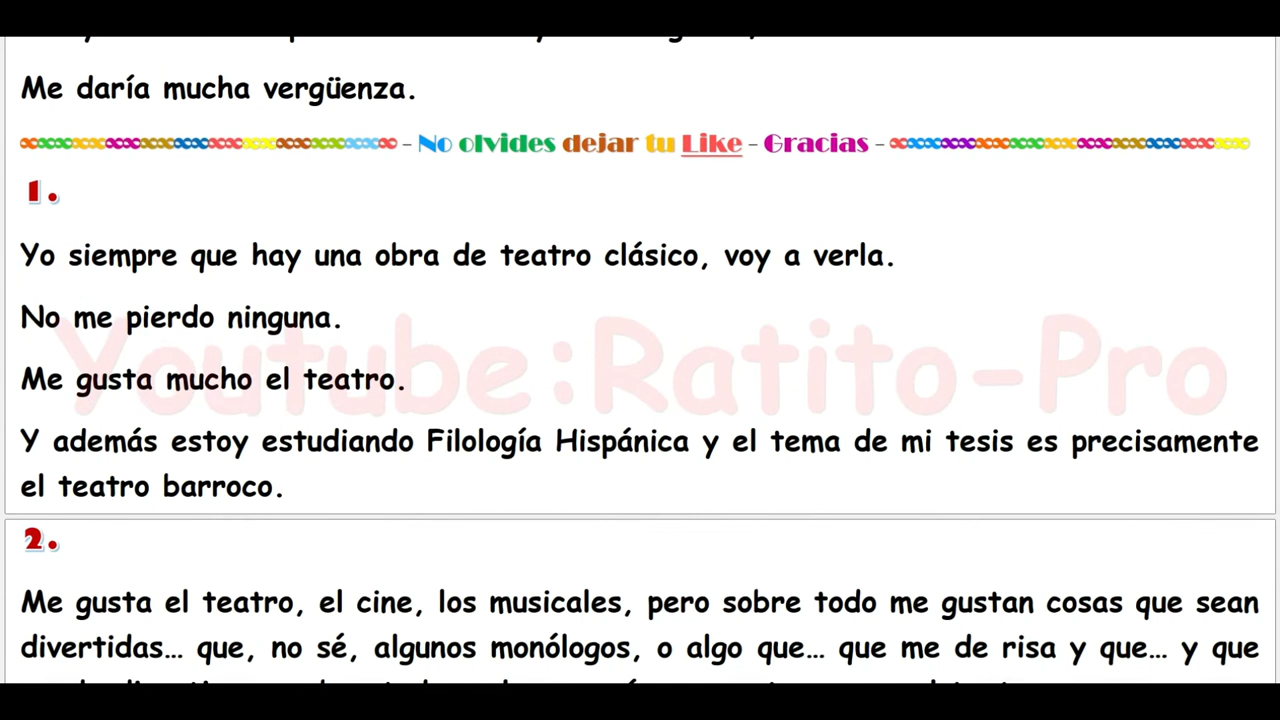 Me daría mucha vergüenza.
- No olvides dejar tu Like - Gracias -
1.
Yo siempre que hay una obra de teatro clásico, voy a verla.
No me pierdo ninguna.
Youtube:Ratito-Pro
Me gusta mucho el teatro.
Y además estoy estudiando Filología Hispánica y el tema de mi tesis es precisamente
el teatro barroco.
2.
Me gusta el teatro, el cine, los musicales, pero sobre todo me gustan cosas que sean
divertidas... que, no sé, algunos monólogos, o algo que... que me de risa y que... y que